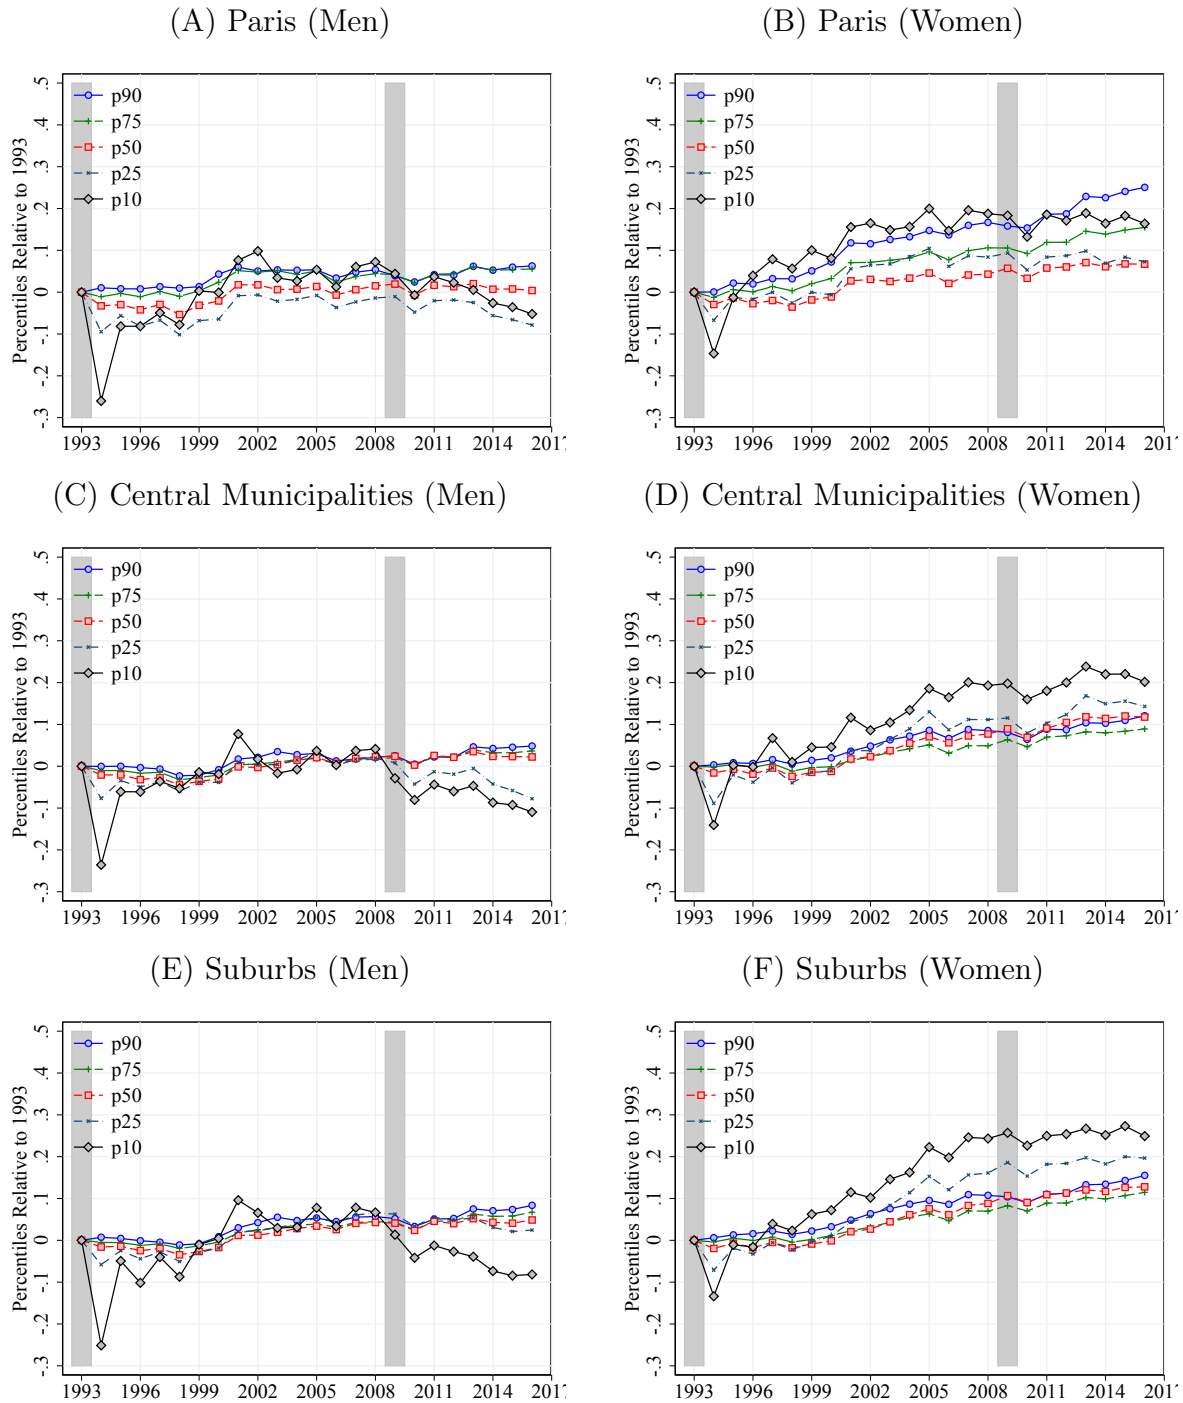 (A) Paris (Men)
Percentiles Relative to 1993
.5
.4
.3
.2
.1
0
-.1
-.2
-.3
p90
p75
p50
p25
p10
1993 1996 1999 2002 2005 2008 2011 2014 2017
(B) Paris (Women)
Percentiles Relative to 1993
.5
.4
.3
.2
.1
0
-.1
-.2
-.3
p90
p75
p50
p25
p10
1993 1996 1999 2002 2005 2008 2011 2014 2017
(C) Central Municipalities (Men)
Percentiles Relative to 1993
.5
.4
.3
.2
.1
0
-.1
-.2
-.3
p90
p75
p50
p25
p10
1993 1996 1999 2002 2005 2008 2011 2014 2017
(D) Central Municipalities (Women)
Percentiles Relative to 1993
.5
.4
.3
.2
.1
0
-.1
-.2
-.3
p90
p75
p50
p25
p10
1993 1996 1999 2002 2005 2008 2011 2014 2017
(E) Suburbs (Men)
Percentiles Relative to 1993
.5
.4
.3
.2
.1
0
-.1
-.2
-.3
p90
p75
p50
p25
p10
1993 1996 1999 2002 2005 2008 2011 2014 2017
(F) Suburbs (Women)
Percentiles Relative to 1993
.5
.4
.3
.2
.1
0
-.1
-.2
-.3
p90
p75
p50
p25
p10
1993 1996 1999 2002 2005 2008 2011 2014 2017